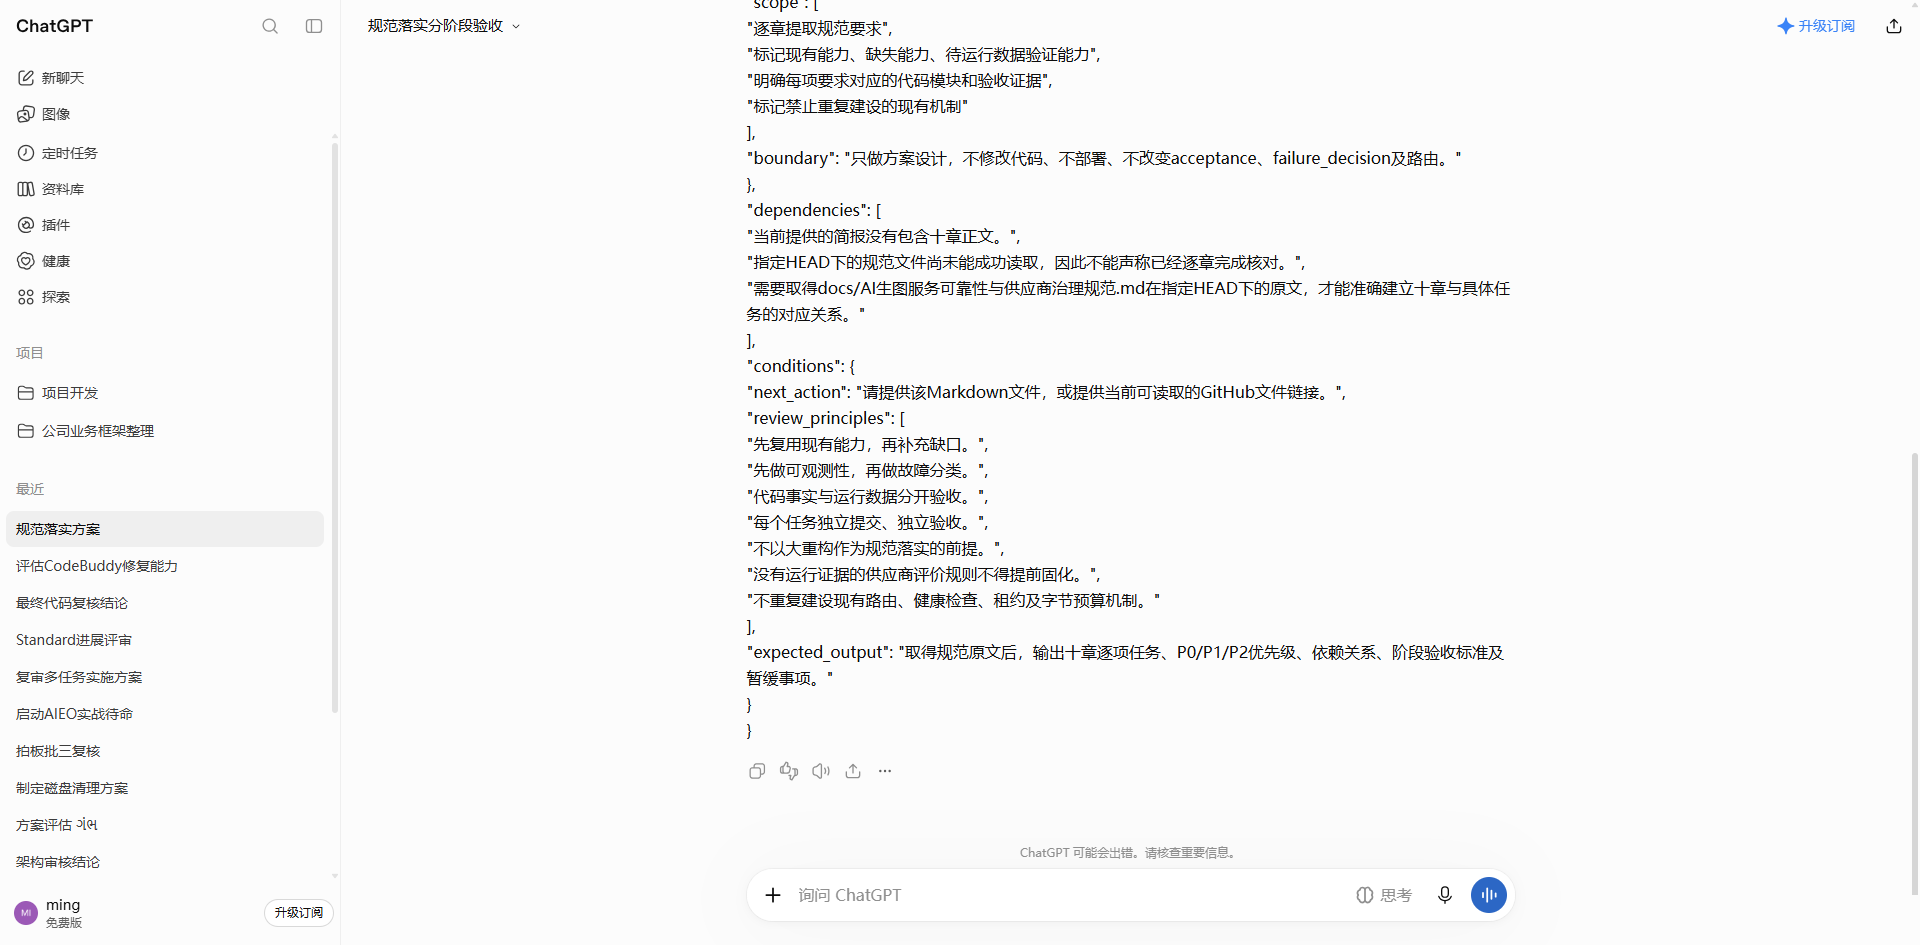 ChatGPT
新聊天
图像
定时任务
资料库
插件
健康
探索
项目
项目开发
公司业务框架整理
最近
规范落实方案
评估CodeBuddy修复能力
最终代码复核结论
Standard进展评审
复审多任务实施方案
启动AIEO实战待命
拍板批三复核
制定磁盘清理方案
方案评估
架构审核结论
MI
ming
免费版
升级订阅
规范落实分阶段验收
升级订阅
"scope": [
"逐章提取规范要求",
"标记现有能力、缺失能力、待运行数据验证能力",
"明确每项要求对应的代码模块和验收证据",
"标记禁止重复建设的现有机制"
],
"boundary": "只做方案设计，不修改代码、不部署、不改变acceptance、failure_decision及路由。"
},
"dependencies": [
"当前提供的简报没有包含十章正文。",
"指定HEAD下的规范文件尚未能成功读取，因此不能声称已经逐章完成核对。",
"需要取得docs/AI生图服务可靠性与供应商治理规范.md在指定HEAD下的原文，才能准确建立十章与具体任
务的对应关系。"
],
"conditions": {
"next_action": "请提供该Markdown文件，或提供当前可读取的GitHub文件链接。",
"review_principles": [
"先复用现有能力，再补充缺口。",
"先做可观测性，再做故障分类。",
"代码事实与运行数据分开验收。",
"每个任务独立提交、独立验收。",
"不以大重构作为规范落实的前提。",
"没有运行证据的供应商评价规则不得提前固化。",
"不重复建设现有路由、健康检查、租约及字节预算机制。"
],
"expected_output": "取得规范原文后，输出十章逐项任务、P0/P1/P2优先级、依赖关系、阶段验收标准及
暂缓事项。"
}
}
ChatGPT 可能会出错。请核查重要信息。
询问 ChatGPT
思考